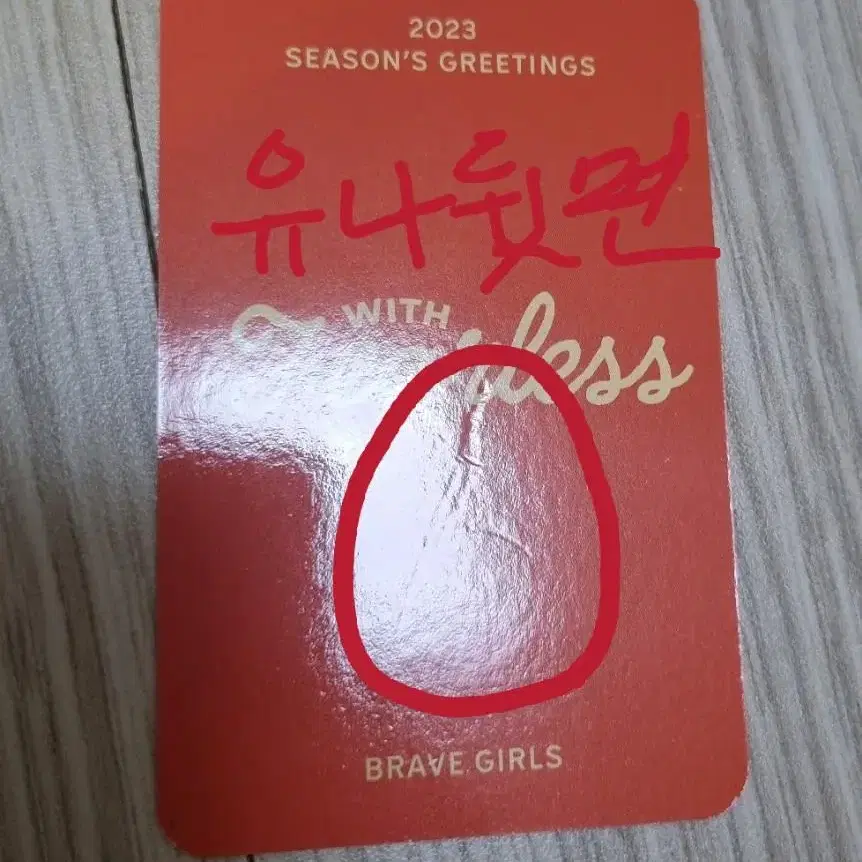 2023
SEASON'S GREETINGS
유나뒷면
WITH
BRAVE GIRLS